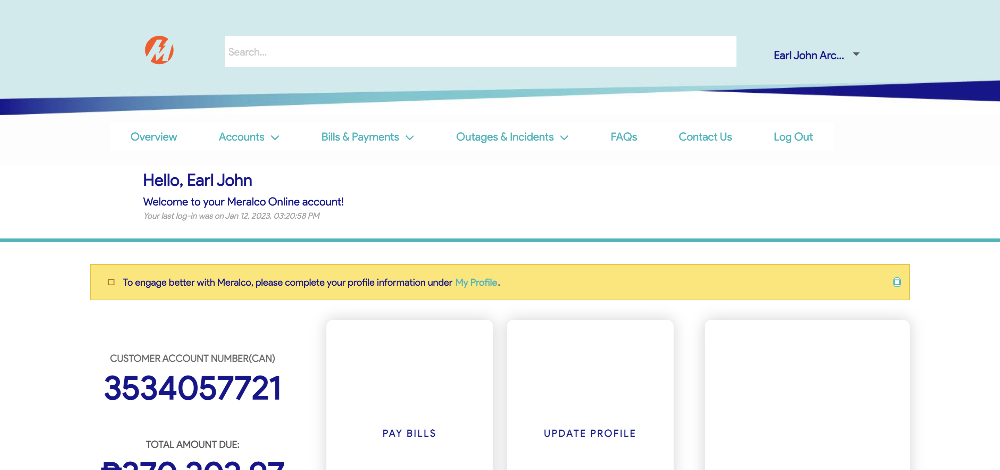 Search...
Earl John Arc...
Overview
Accounts
Bills & Payments
Outages & Incidents
FAQs
Contact Us
Log Out
Hello, Earl John
Welcome to your Meralco Online account!
Your last log-in was on Jan 12, 2023, 03:20:58 PM
To engage better with Meralco, please complete your profile information under My Profile.
CUSTOMER ACCOUNT NUMBER(CAN)
3534057721
PAY BILLS
UPDATE PROFILE
TOTAL AMOUNT DUE: